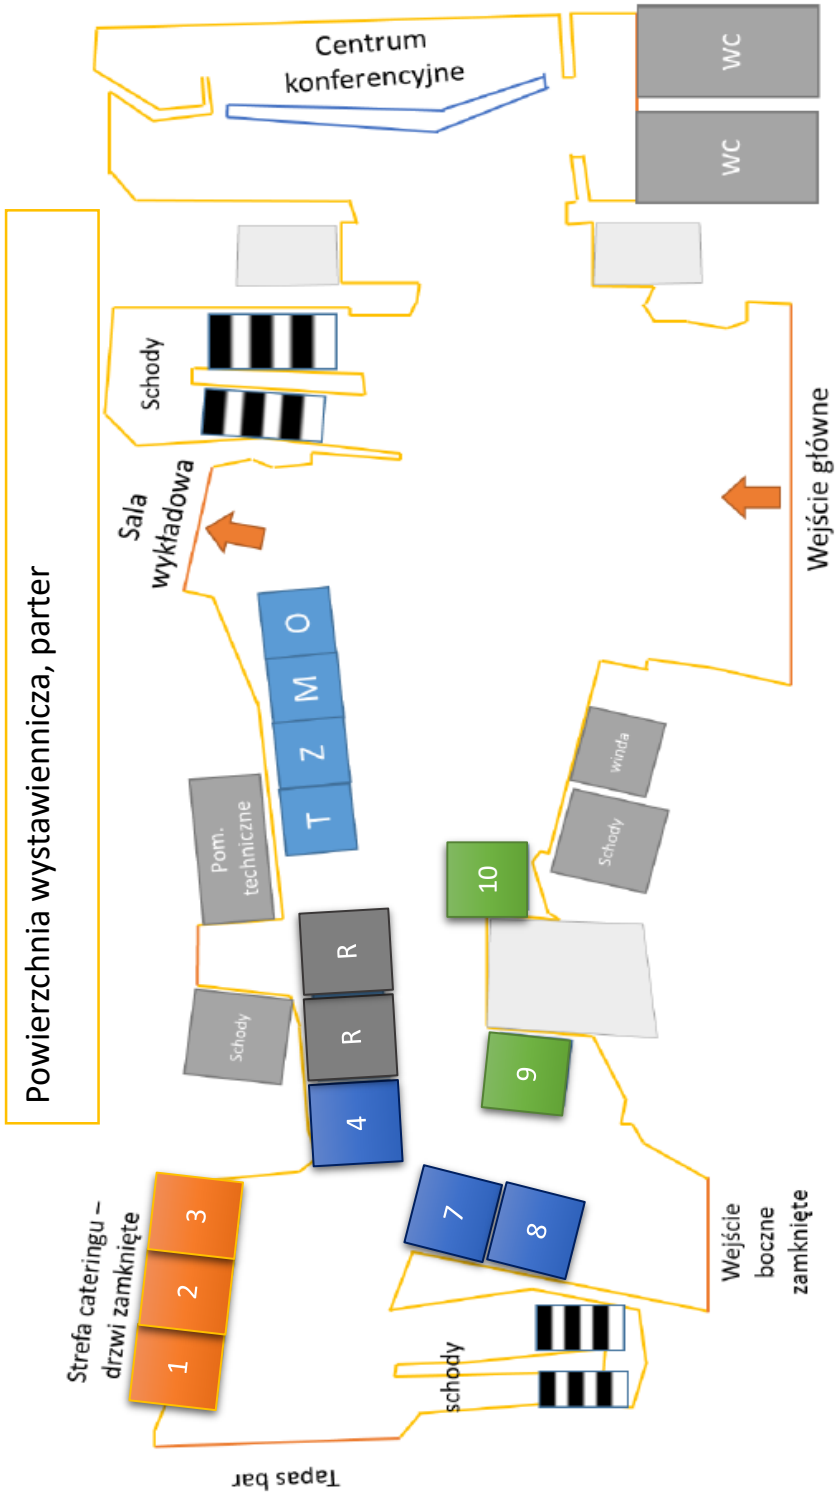 Powierzchnia wystawiennicza, parter
Centrum
konferencyjne
WC
WC
Schody
Sala
wykładowa
Wejście główne
O
M
Z
T
Pom.
techniczne
winda
Schody
10
R
R
4
Schody
9
Strefa cateringu –
drzwi zamknięte
3
2
1
7
8
Wejście
boczne
zamknięte
schody
Tapas bar